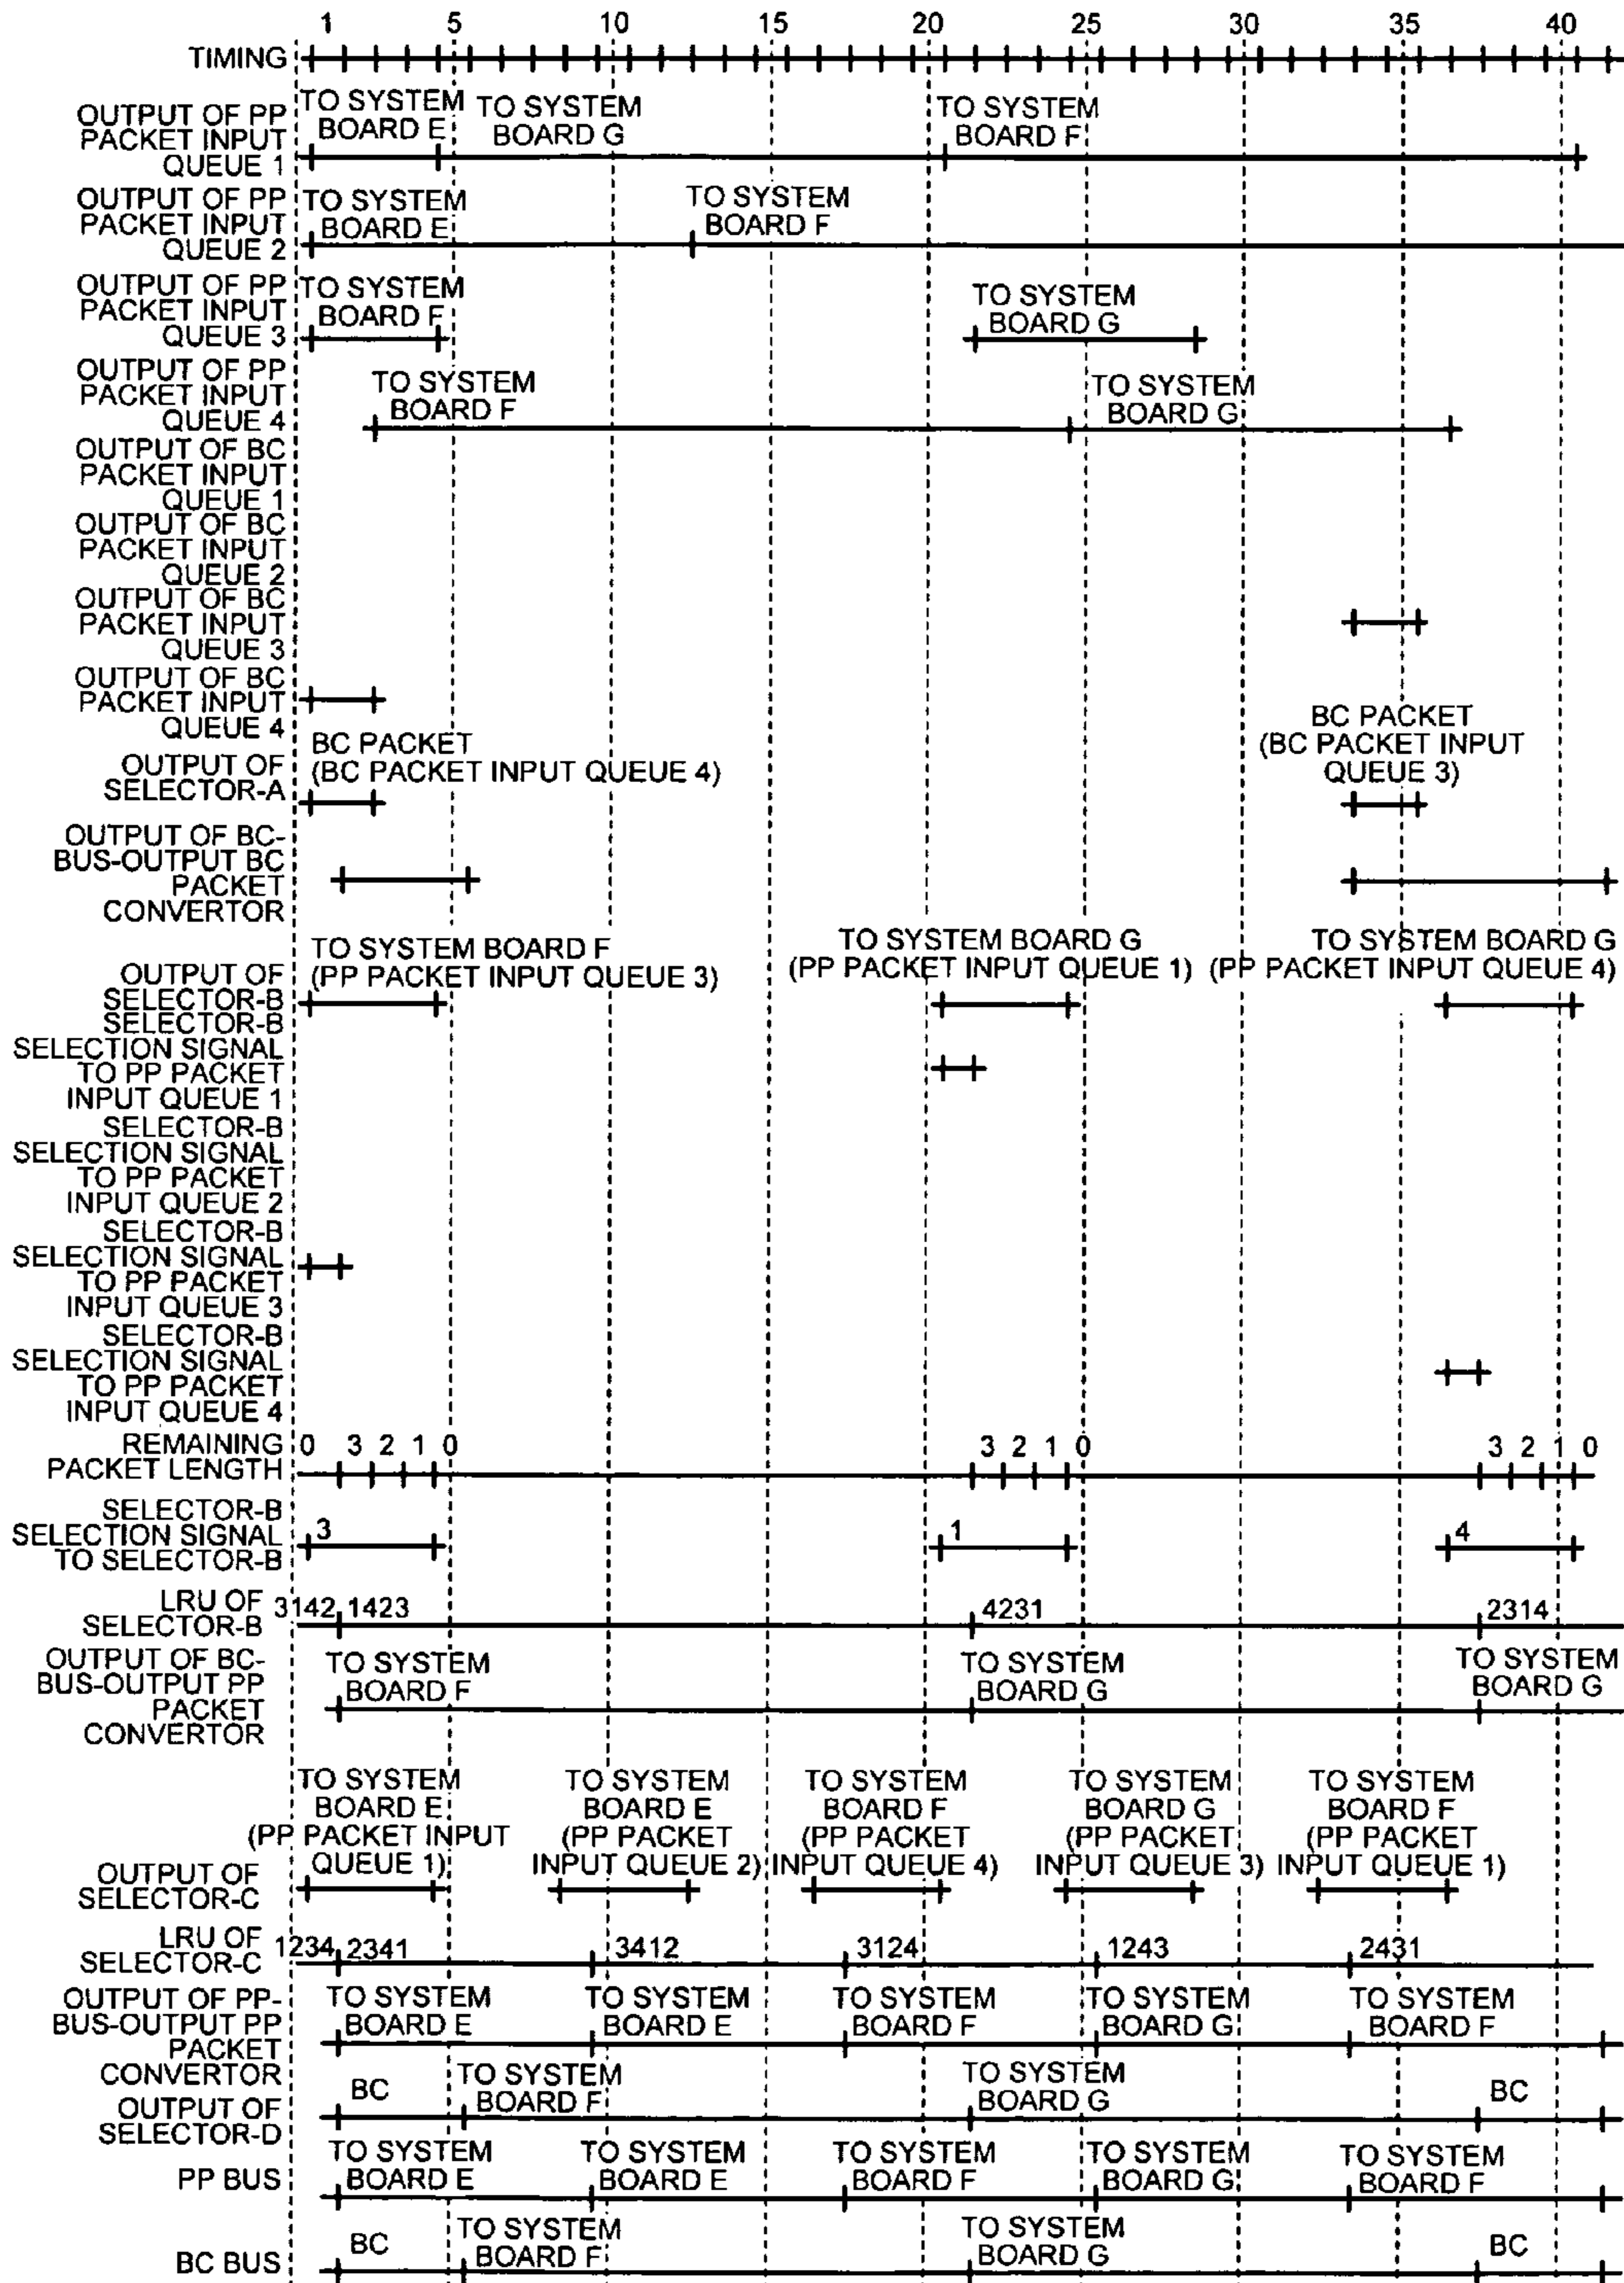 1 5 10 15 20 25 30 35 40
TIMING
OUTPUT OF PP
PACKET INPUT
QUEUE 1
TO SYSTEM
BOARD E
TO SYSTEM
BOARD G
TO SYSTEM
BOARD F
OUTPUT OF PP
PACKET INPUT
QUEUE 2
TO SYSTEM
BOARD E
TO SYSTEM
BOARD F
OUTPUT OF PP
PACKET INPUT
QUEUE 3
TO SYSTEM
BOARD F
TO SYSTEM
BOARD G
OUTPUT OF PP
PACKET INPUT
QUEUE 4
TO SYSTEM
BOARD F
TO SYSTEM
BOARD G
OUTPUT OF BC
PACKET INPUT
QUEUE 1
OUTPUT OF BC
PACKET INPUT
QUEUE 2
OUTPUT OF BC
PACKET INPUT
QUEUE 3
OUTPUT OF BC
PACKET INPUT
QUEUE 4
OUTPUT OF
SELECTOR-A
BC PACKET
(BC PACKET INPUT QUEUE 4)
BC PACKET
(BC PACKET INPUT
QUEUE 3)
OUTPUT OF BC-
BUS-OUTPUT BC
PACKET
CONVERTOR
OUTPUT OF
SELECTOR-B
TO SYSTEM BOARD F
(PP PACKET INPUT QUEUE 3)
TO SYSTEM BOARD G
(PP PACKET INPUT QUEUE 1)
TO SYSTEM BOARD G
(PP PACKET INPUT QUEUE 4)
SELECTOR-B
SELECTION SIGNAL
TO PP PACKET
INPUT QUEUE 1
SELECTOR-B
SELECTION SIGNAL
TO PP PACKET
INPUT QUEUE 2
SELECTOR-B
SELECTION SIGNAL
TO PP PACKET
INPUT QUEUE 3
SELECTOR-B
SELECTION SIGNAL
TO PP PACKET
INPUT QUEUE 4
REMAINING
PACKET LENGTH
0 3 2 1 0 3 2 1 0 3 2 1 0
SELECTOR-B
SELECTION SIGNAL
TO SELECTOR-B
3 1 4
LRU OF
SELECTOR-B
3142 1423 4231 2314
OUTPUT OF BC-
BUS-OUTPUT PP
PACKET
CONVERTOR
TO SYSTEM
BOARD F
TO SYSTEM
BOARD G
TO SYSTEM
BOARD G
OUTPUT OF
SELECTOR-C
TO SYSTEM
BOARD E
(PP PACKET INPUT
QUEUE 1)
TO SYSTEM
BOARD E
(PP PACKET
INPUT QUEUE 2)
TO SYSTEM
BOARD F
(PP PACKET
INPUT QUEUE 4)
TO SYSTEM
BOARD G
(PP PACKET
INPUT QUEUE 3)
TO SYSTEM
BOARD F
(PP PACKET
INPUT QUEUE 1)
LRU OF
SELECTOR-C
1234 2341 3412 3124 1243 2431
OUTPUT OF PP-
BUS-OUTPUT PP
PACKET
CONVERTOR
TO SYSTEM
BOARD E
TO SYSTEM
BOARD E
TO SYSTEM
BOARD F
TO SYSTEM
BOARD G
TO SYSTEM
BOARD F
OUTPUT OF
SELECTOR-D
BC
TO SYSTEM
BOARD F
TO SYSTEM
BOARD G
BC
PP BUS
TO SYSTEM
BOARD E
TO SYSTEM
BOARD E
TO SYSTEM
BOARD F
TO SYSTEM
BOARD G
TO SYSTEM
BOARD F
BC BUS
BC
TO SYSTEM
BOARD F
TO SYSTEM
BOARD G
BC